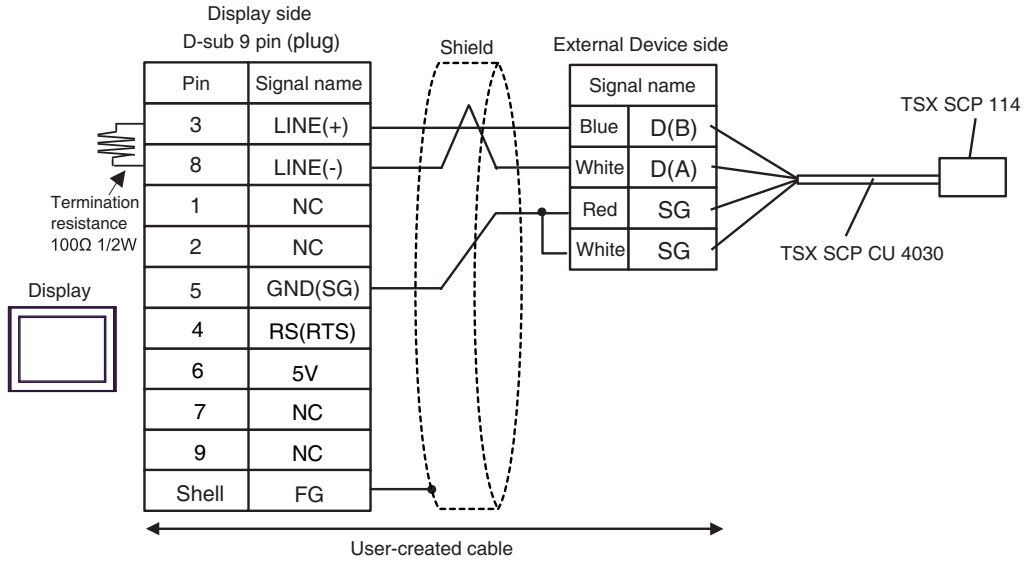 Display side
D-sub 9 pin (plug)
Shield
External Device side
Pin Signal name
Signal name
TSX SCP 114
3 LINE(+)
Blue D(B)
8 LINE(-)
White D(A)
Termination
resistance
100Ω 1/2W
1 NC
Red SG
2 NC
White SG
TSX SCP CU 4030
Display
5 GND(SG)
4 RS(RTS)
6 5V
7 NC
9 NC
Shell FG
User-created cable